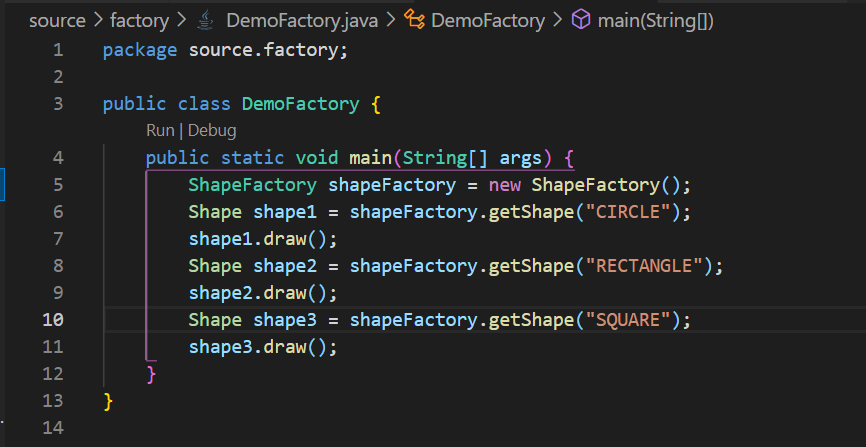 source > factory > DemoFactory.java > DemoFactory > main(String[])
1 package source.factory;
2
3 public class DemoFactory {
Run | Debug
4 public static void main(String[] args) {
5 ShapeFactory shapeFactory = new ShapeFactory();
6 Shape shape1 = shapeFactory.getShape("CIRCLE");
7 shape1.draw();
8 Shape shape2 = shapeFactory.getShape("RECTANGLE");
9 shape2.draw();
10 Shape shape3 = shapeFactory.getShape("SQUARE");
11 shape3.draw();
12 }
13 }
14